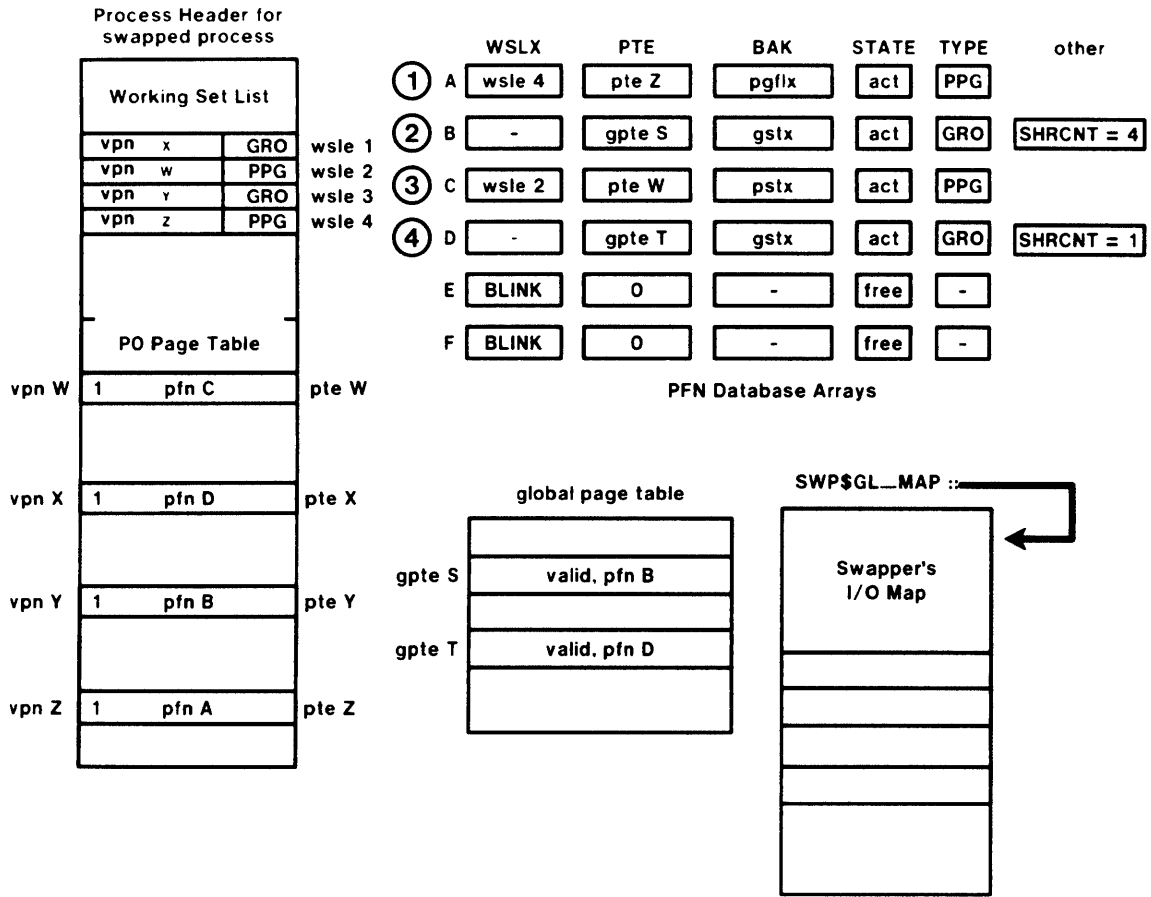 Process Header for
swapped process
Working Set List
vpn x GRO wsle 1
vpn w PPG wsle 2
vpn Y GRO wsle 3
vpn z PPG wsle 4
PO Page Table
vpn W 1 pfn C pte W
vpn X 1 pfn D pte X
vpn Y 1 pfn B pte Y
vpn Z 1 pfn A pte Z
WSLX PTE BAK STATE TYPE other
1 A wsle 4 pte Z pgflx act PPG
2 B - gpte S gstx act GRO SHRCNT = 4
3 C wsle 2 pte W pstx act PPG
4 D - gpte T gstx act GRO SHRCNT = 1
E BLINK 0 - free -
F BLINK 0 - free -
PFN Database Arrays
global page table
gpte S valid, pfn B
gpte T valid, pfn D
SWP$GL_MAP ::
Swapper's
I/O Map